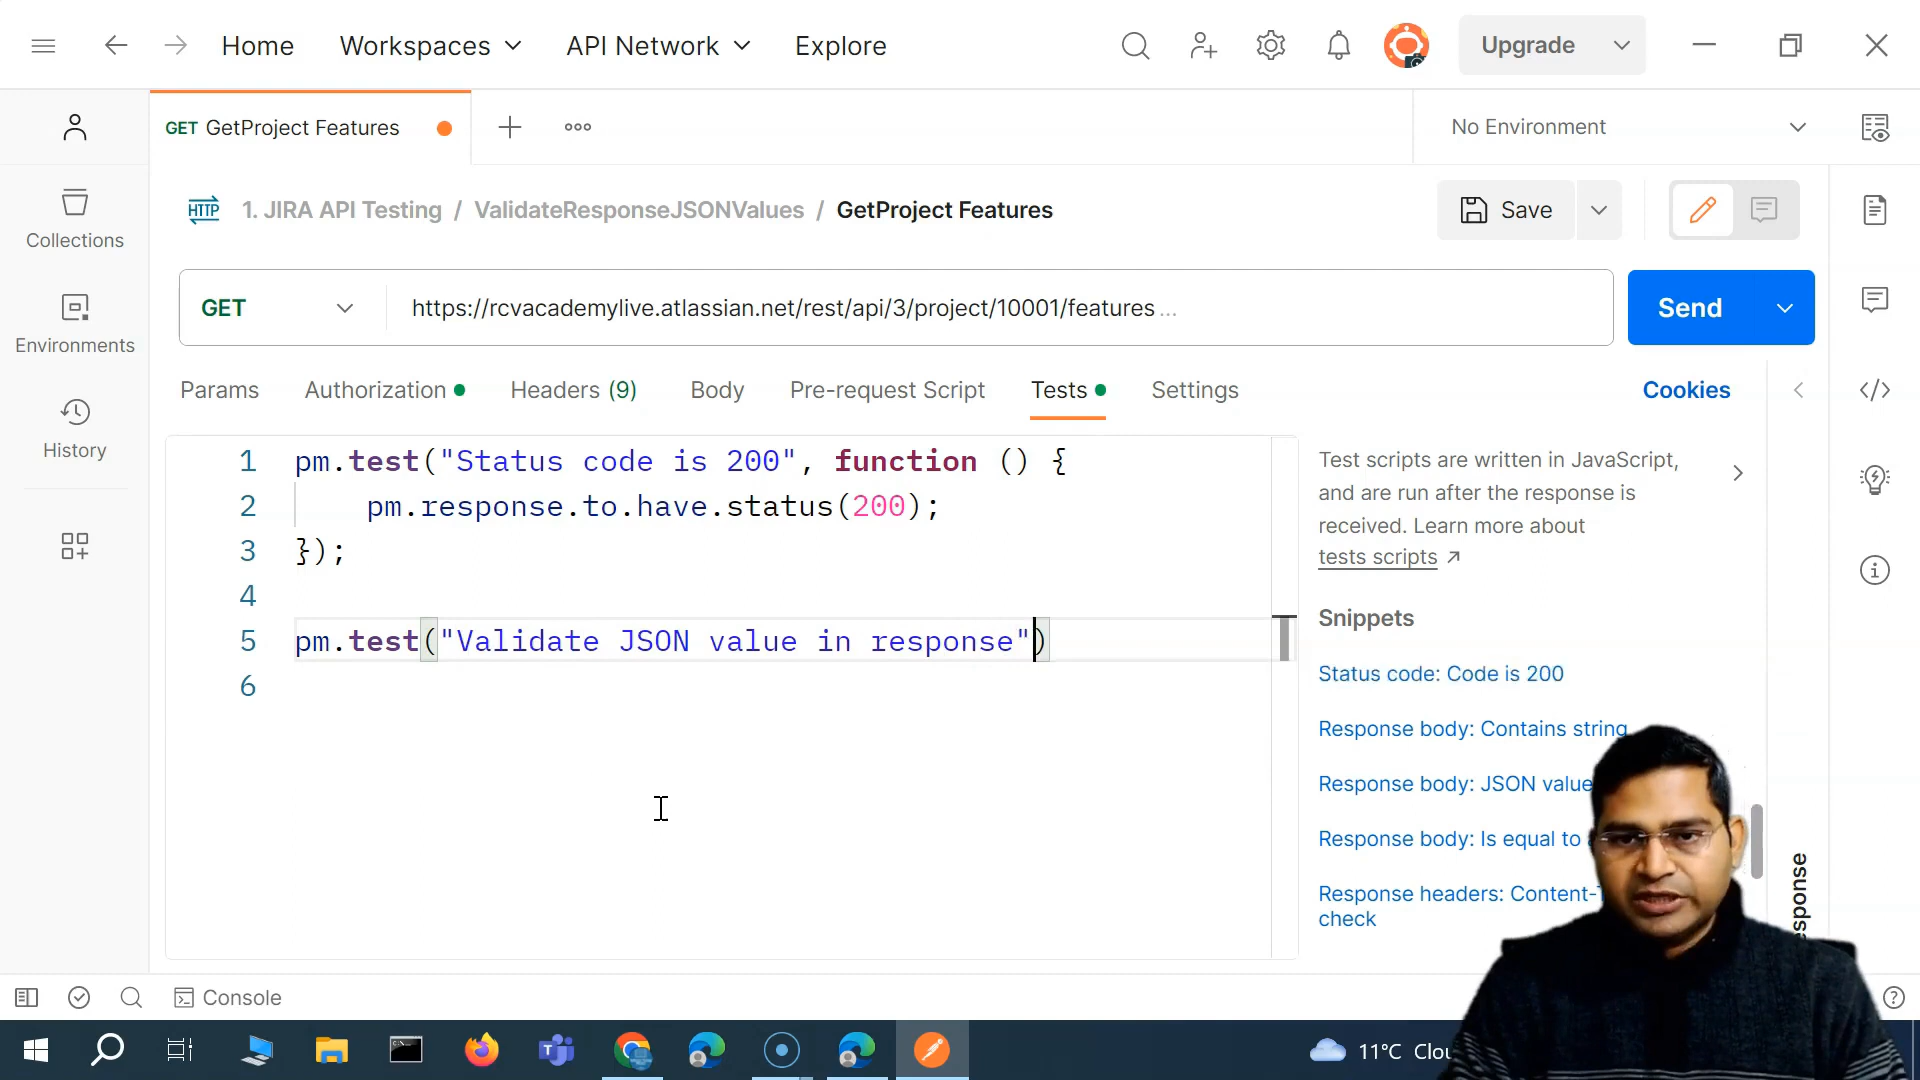 Home
Workspaces
API Network
Explore
Upgrade
GET GetProject Features
No Environment
HTTP
1. JIRA API Testing / ValidateResponseJSONValues / GetProject Features
Save
Collections
Environments
History
GET
https://rcvacademylive.atlassian.net/rest/api/3/project/10001/features ...
Send
Params
Authorization
Headers (9)
Body
Pre-request Script
Tests
Settings
Cookies
1 pm.test("Status code is 200", function () {
2 pm.response.to.have.status(200);
3 });
4
5 pm.test("Validate JSON value in response")
6
Test scripts are written in JavaScript,
and are run after the response is
received. Learn more about
tests scripts ↗
Snippets
Status code: Code is 200
Response body: Contains string
Response body: JSON value
Response body: Is equal to
Response headers: Content-
check
Console
11°C